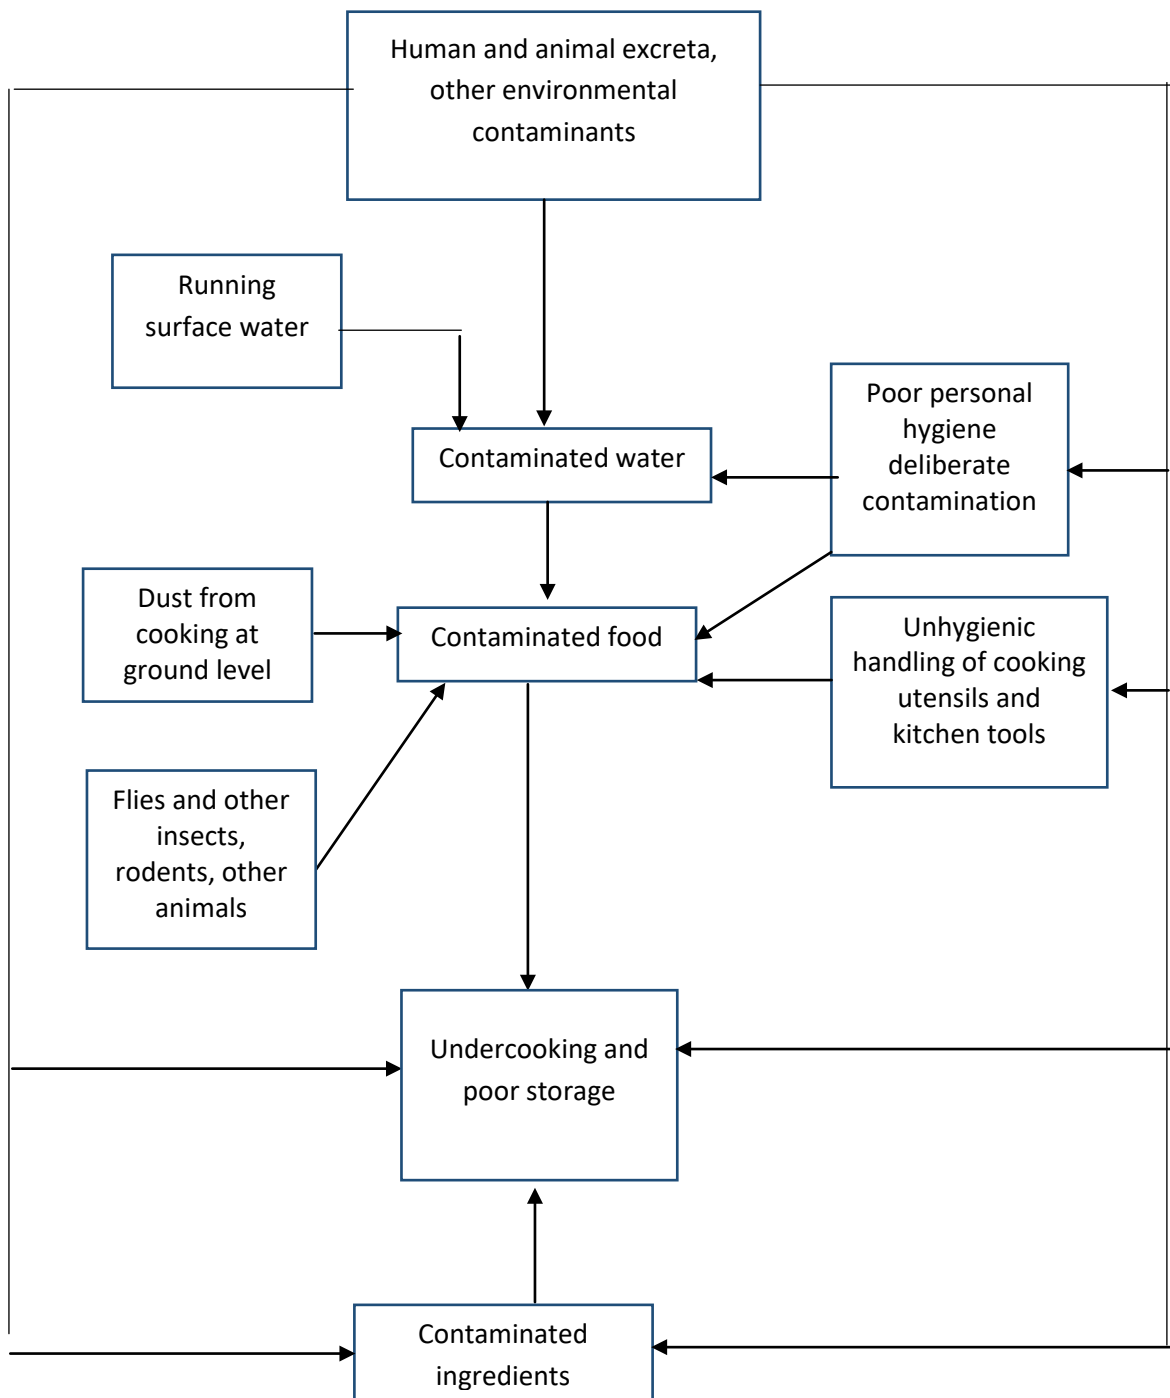 Human and animal excreta,
other environmental
contaminants
Running
surface water
Contaminated water
Poor personal
hygiene
deliberate
contamination
Dust from
cooking at
ground level
Contaminated food
Unhygienic
handling of cooking
utensils and
kitchen tools
Flies and other
insects,
rodents, other
animals
Undercooking and
poor storage
Contaminated
ingredients